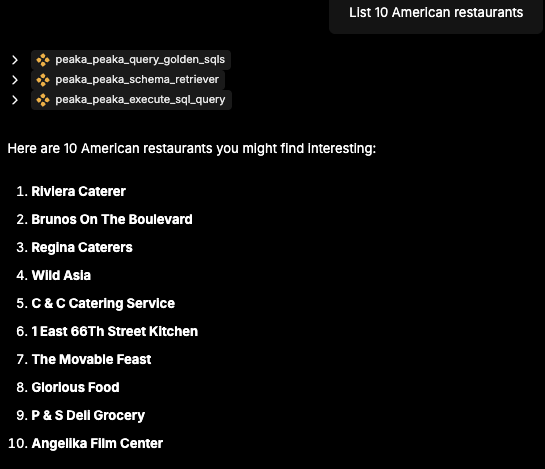 List 10 American restaurants
peaka_peaka_query_golden_sqls
peaka_peaka_schema_retriever
peaka_peaka_execute_sql_query
Here are 10 American restaurants you might find interesting:
1. Riviera Caterer
2. Brunos On The Boulevard
3. Regina Caterers
4. Wild Asia
5. C & C Catering Service
6. 1 East 66Th Street Kitchen
7. The Movable Feast
8. Glorious Food
9. P & S Deli Grocery
10. Angelika Film Center